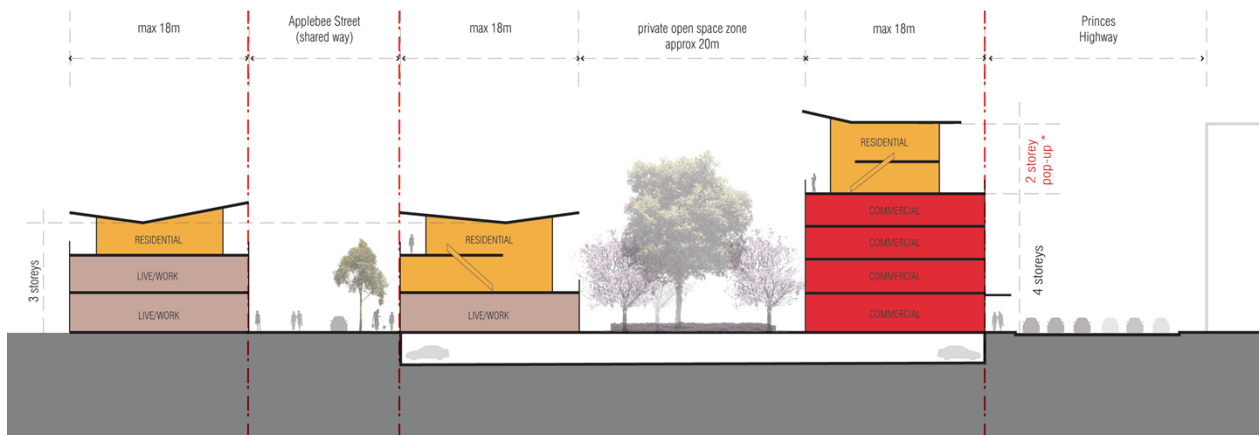 max 18m
Applebee Street
(shared way)
max 18m
private open space zone
approx 20m
max 18m
Princes
Highway
RESIDENTIAL
2 storey
pop-up *
COMMERCIAL
RESIDENTIAL
RESIDENTIAL
COMMERCIAL
3 storeys
LIVE/WORK
COMMERCIAL
4 storeys
LIVE/WORK
LIVE/WORK
COMMERCIAL